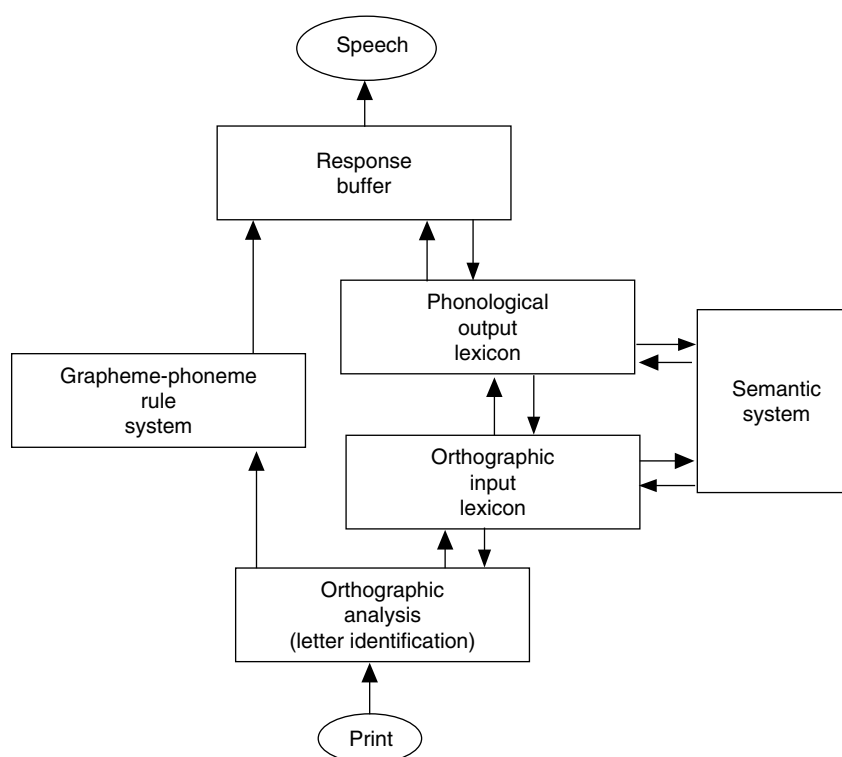 Speech
Response
buffer
Phonological
output
lexicon
Grapheme-phoneme
rule
system
Semantic
system
Orthographic
input
lexicon
Orthographic
analysis
(letter identification)
Print